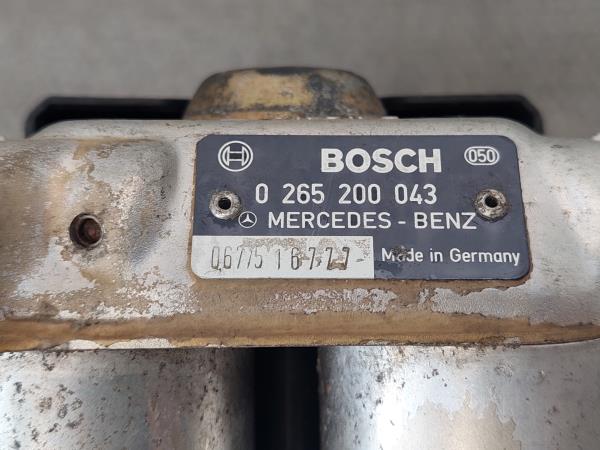 BOSCH 050
0 265 200 043
MERCEDES - BENZ
Made in Germany